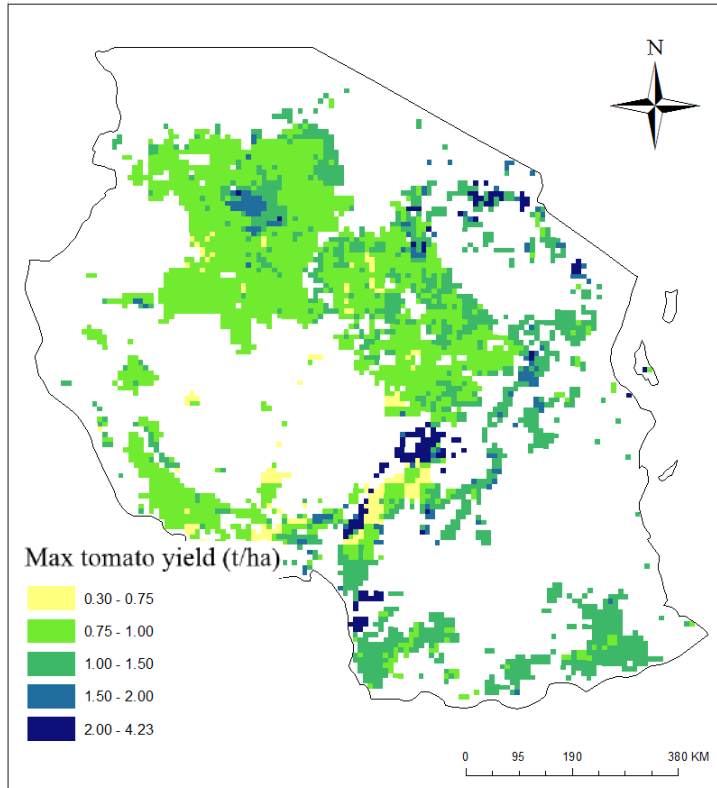 N
Max tomato yield (t/ha)
0.30 - 0.75
0.75 - 1.00
1.00 - 1.50
1.50 - 2.00
2.00 - 4.23
0 95 190 380 KM